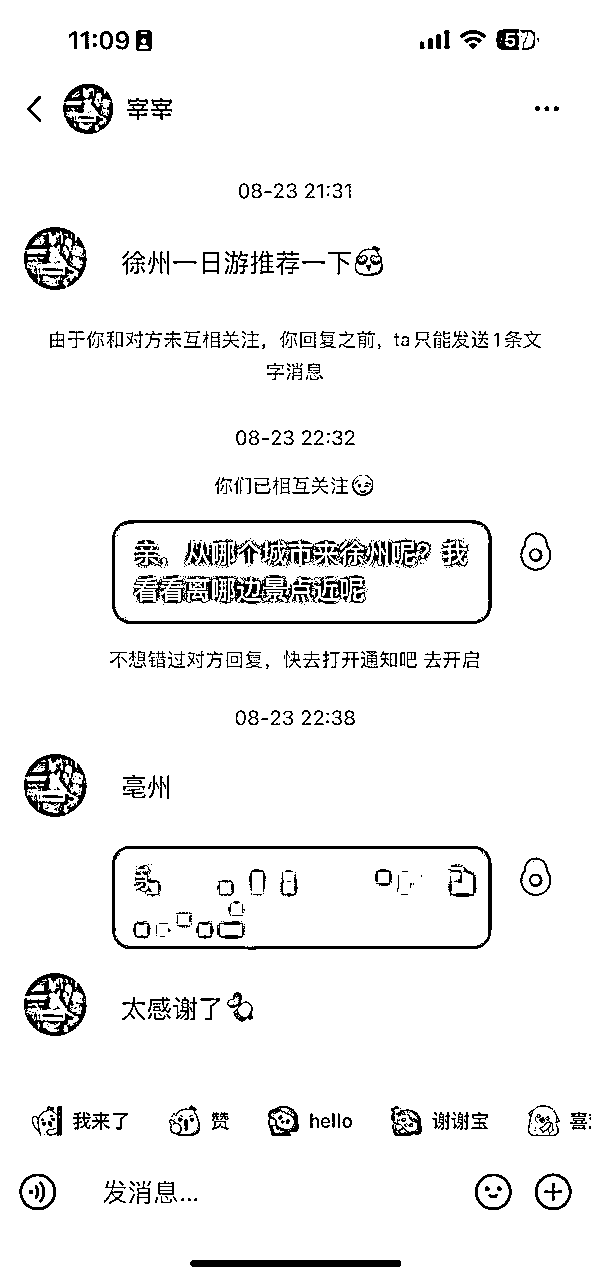 11:09
57
宰宰
08-23 21:31
徐州一日游推荐一下
由于你和对方未互相关注，你回复之前，ta只能发送1条文
字消息
08-23 22:32
你们已相互关注
亲，从哪个城市来徐州呢？我
看看离哪边景点近呢
不想错过对方回复，快去打开通知吧 去开启
08-23 22:38
亳州
太感谢了
我来了
赞
hello
谢谢宝
发消息...